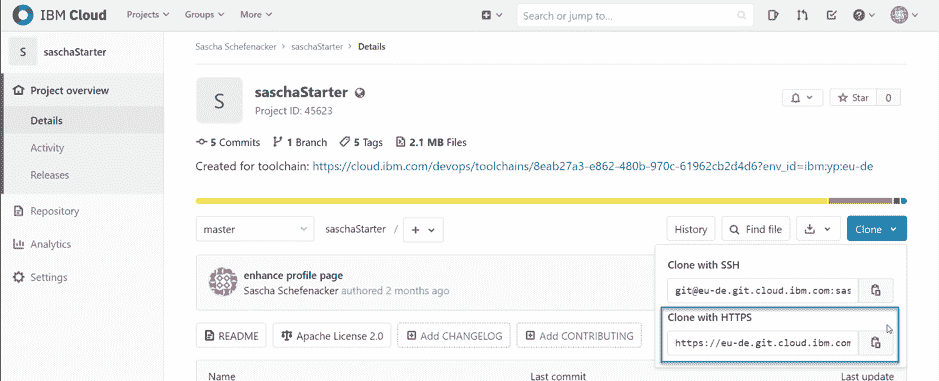 IBM Cloud Projects Groups More Search or jump to...
S saschaStarter
Project overview
Details
Activity
Releases
Repository
Analytics
Settings
Sascha Schefenacker > saschaStarter > Details
S
saschaStarter
Project ID: 45623
Star 0
5 Commits 1 Branch 5 Tags 2.1 MB Files
Created for toolchain: https://cloud.ibm.com/devops/toolchains/8eab27a3-e862-480b-970c-61962cb2d4d6?env_id=ibm:yp:eu-de
master saschaStarter / + History Find file Clone
enhance profile page
Sascha Schefenacker authored 2 months ago
Clone with SSH
git@eu-de.git.cloud.ibm.com:sas
Clone with HTTPS
https://eu-de.git.cloud.ibm.com
README Apache License 2.0 Add CHANGELOG Add CONTRIBUTING
Name Last commit Last update